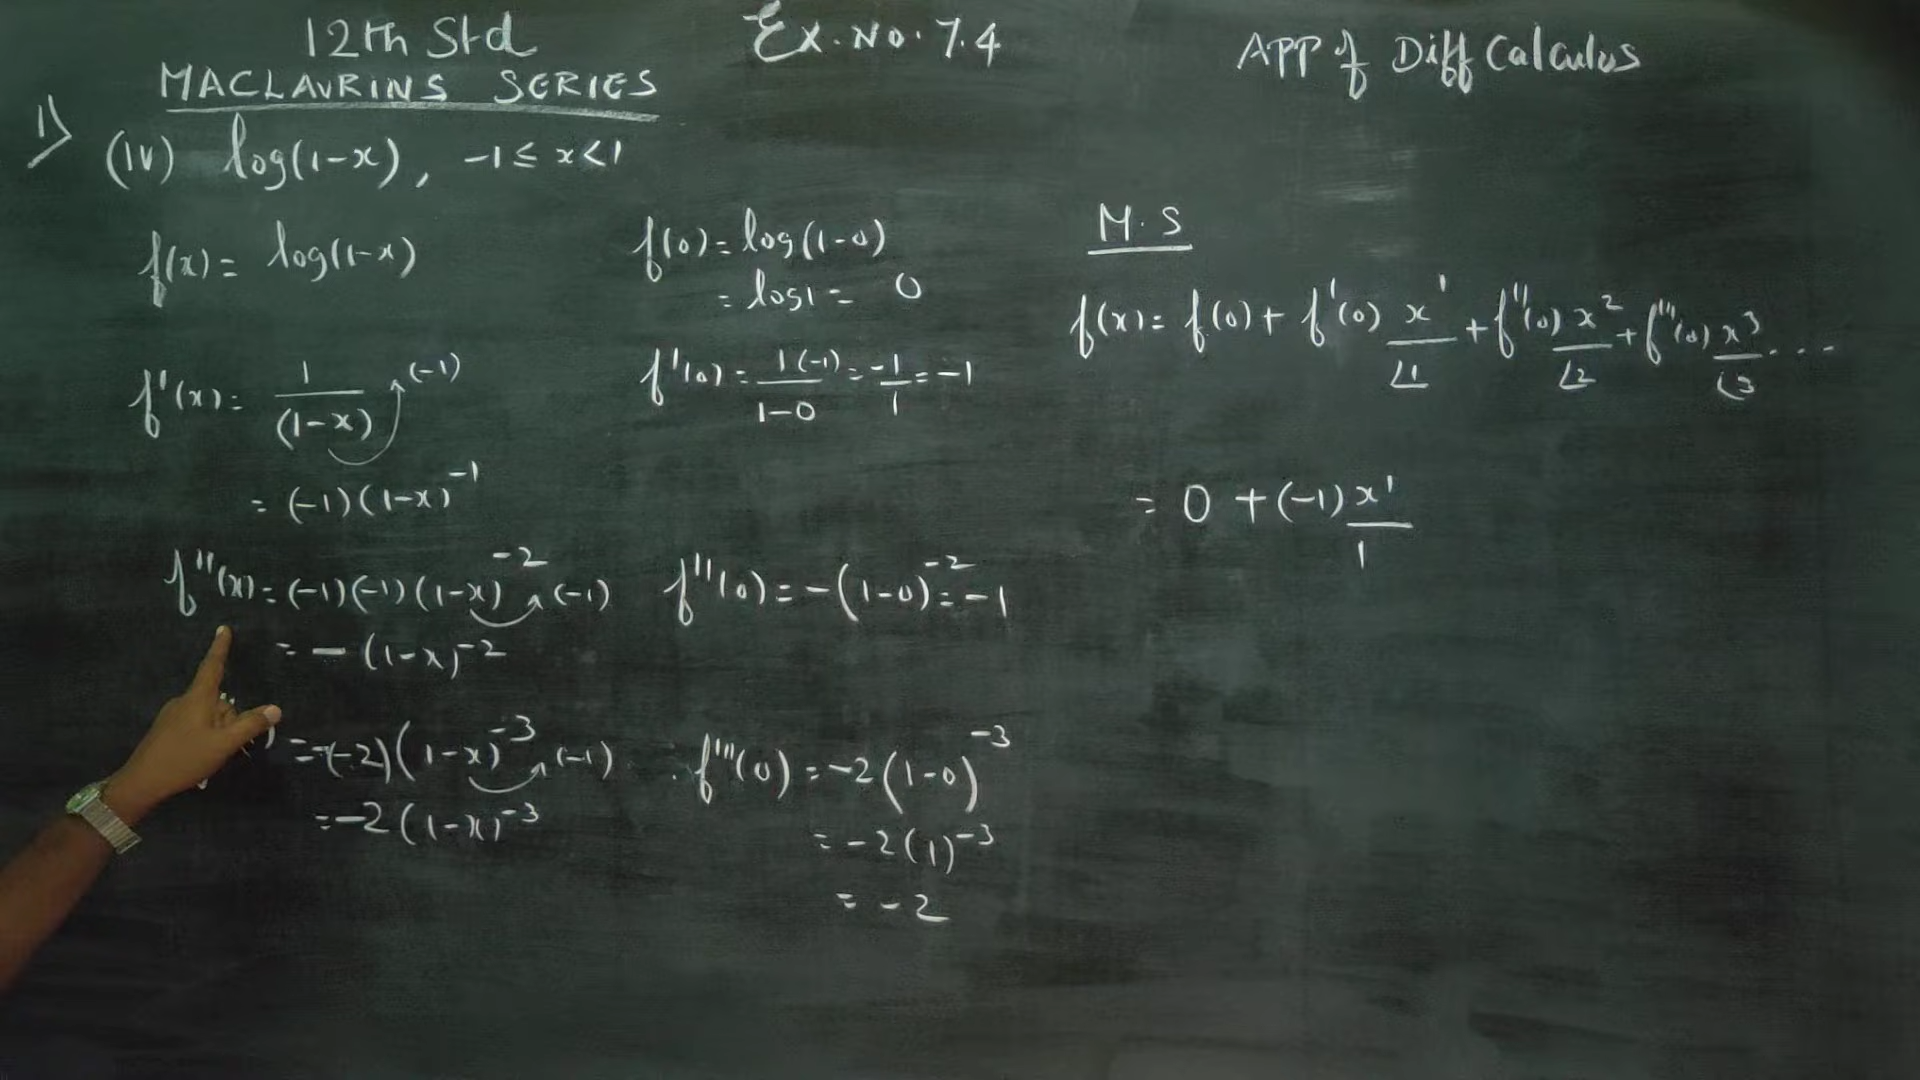 12th Std
Ex. No. 7.4
APP of Diff Calculus
MACLAURINS SERIES
1)
(iv) log(1-x), -1 ≤ x < 1
f(x) = log(1-x)
f(0) = log(1-0)
= log1 = 0
f'(x) = 1/(1-x) (-1)
f'(0) = 1(-1)/1-0 = -1/1 = -1
= (-1)(1-x)^-1
f''(x) = (-1)(-1)(1-x)^-2 (-1)
f''(0) = -(1-0)^-2 = -1
= - (1-x)^-2
= -(-2)(1-x)^-3 (-1)
f'''(0) = -2(1-0)^-3
= -2(1-x)^-3
= -2(1)^-3
= -2
M.S
f(x) = f(0) + f'(0) x^1/∠1 + f''(0) x^2/∠2 + f'''(0) x^3/∠3 ...
= 0 + (-1) x^1/1